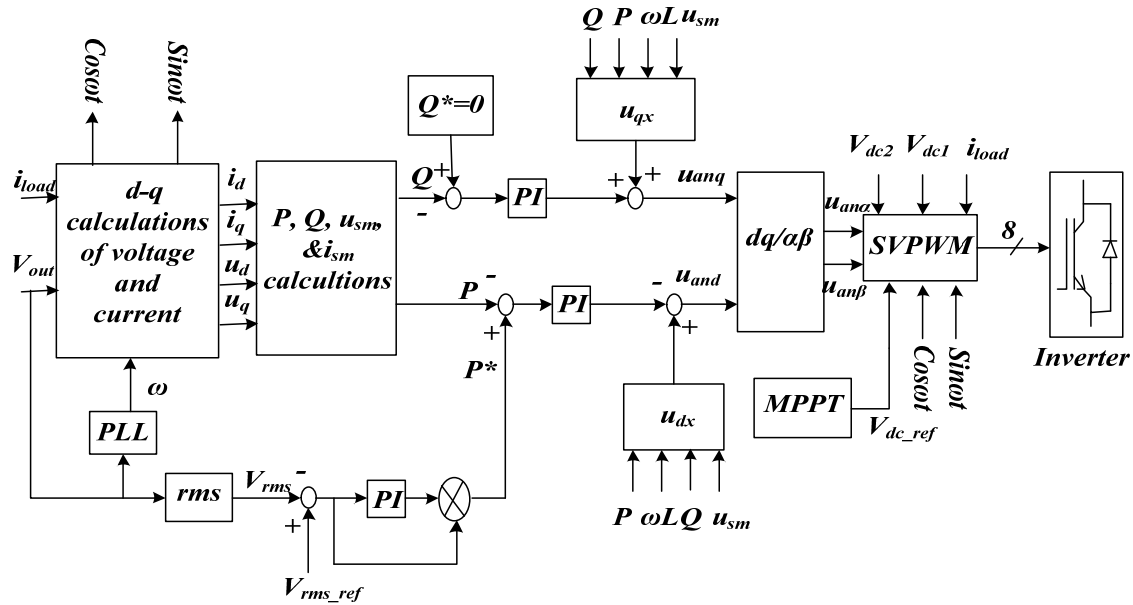 Q P ωL u_sm
Cosωt
Sinωt
Q*=0
u_qx
i_load
d-q
calculations
of voltage
and
current
i_d
i_q
u_d
u_q
P, Q, u_sm,
&i_sm
calcultions
Q
+
-
PI
+
+
u_anq
V_dc2
V_dc1
i_load
dq/αβ
u_anα
u_anβ
SVPWM
8
Inverter
V_out
P
-
+
PI
-
+
u_and
P*
ω
PLL
u_dx
MPPT
V_dc_ref
Cosωt
Sinωt
rms
V_rms
-
+
PI
P ωL Q u_sm
V_rms_ref